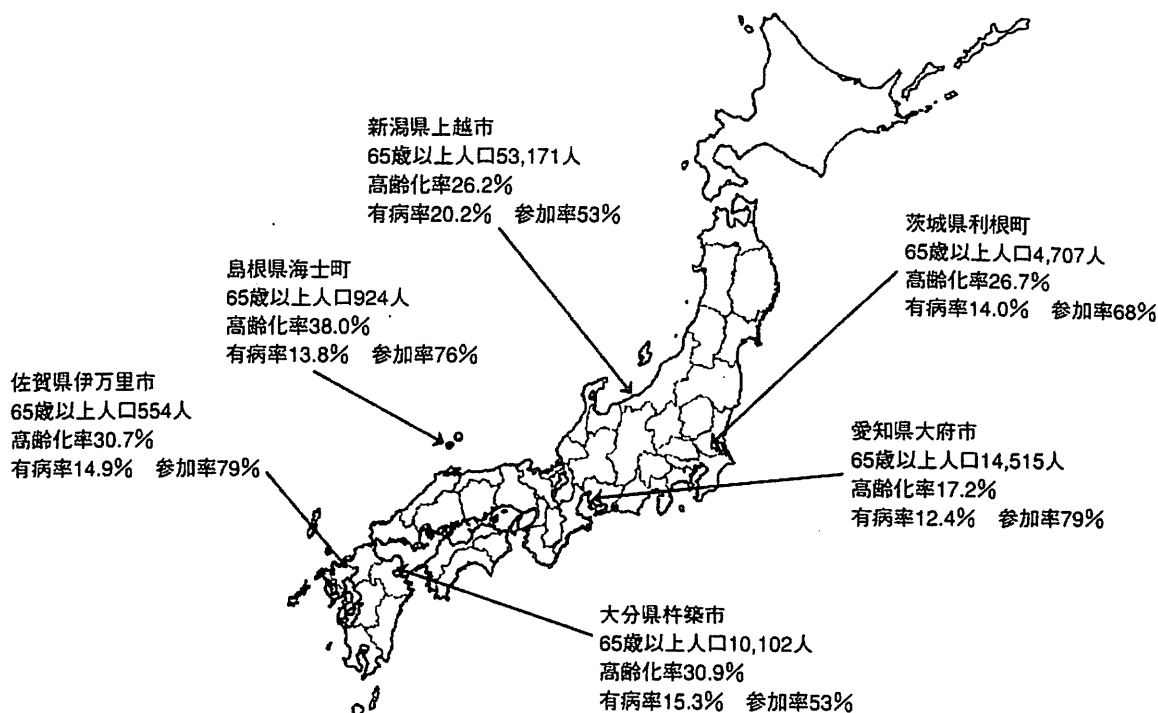 新潟県上越市
65歳以上人口53,171人
高齢化率26.2%
有病率20.2% 参加率53%
茨城県利根町
65歳以上人口4,707人
高齢化率26.7%
有病率14.0% 参加率68%
島根県海士町
65歳以上人口924人
高齢化率38.0%
有病率13.8% 参加率76%
佐賀県伊万里市
65歳以上人口554人
高齢化率30.7%
有病率14.9% 参加率79%
愛知県大府市
65歳以上人口14,515人
高齢化率17.2%
有病率12.4% 参加率79%
大分県杵築市
65歳以上人口10,102人
高齢化率30.9%
有病率15.3% 参加率53%